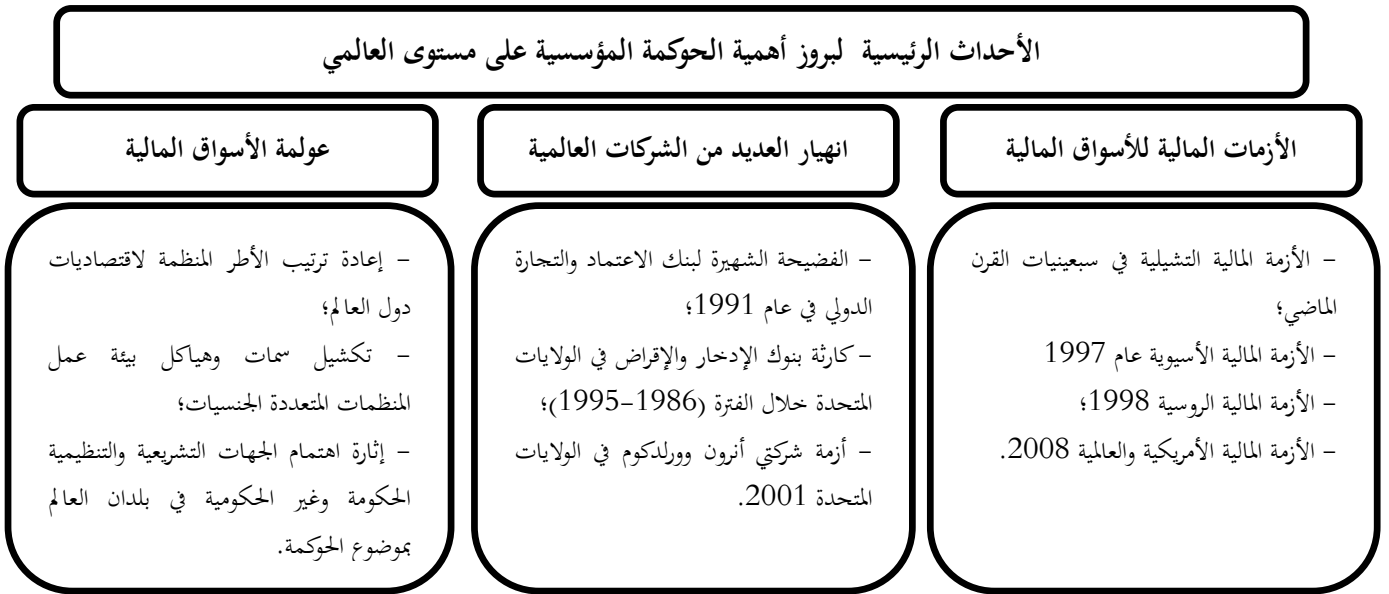 الأحداث الرئيسية لبروز أهمية الحوكمة المؤسسية على مستوى العالمي
الأزمات المالية للأسواق المالية
– الأزمة المالية التشيلية في سبعينيات القرن
الماضي؛
– الأزمة المالية الأسيوية عام 1997
– الأزمة المالية الروسية 1998؛
– الأزمة المالية الأمريكية والعالمية 2008.
انهيار العديد من الشركات العالمية
– الفضيحة الشهيرة لبنك الاعتماد والتجارة
الدولي في عام 1991؛
– كارثة بنوك الإدخار والإقراض في الولايات
المتحدة خلال الفترة (1986–1995)؛
– أزمة شركتي أنرون وورلدكوم في الولايات
المتحدة 2001.
عولمة الأسواق المالية
– إعادة ترتيب الأطر المنظمة لاقتصاديات
دول العالم؛
– تكشيل سمات وهياكل بيئة عمل
المنظمات المتعددة الجنسيات؛
– إثارة اهتمام الجهات التشريعية والتنظيمية
الحكومة وغير الحكومية في بلدان العالم
بموضوع الحوكمة.